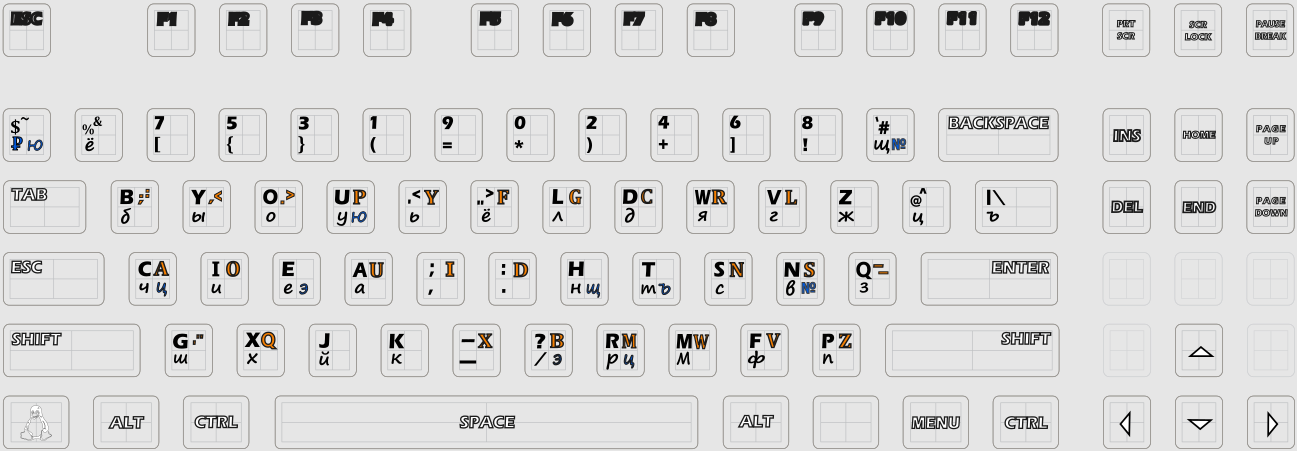 ESC F1 F2 F3 F4 F5 F6 F7 F8 F9 F10 F11 F12 PRT SCR SCR LOCK PAUSE BREAK
$ ~ % & 7 5 3 1 9 0 2 4 6 8 ` # BACKSPACE INS HOME PAGE UP
₽ ю ё [ { } ( = * ) + ] ! щ №
TAB B ; : Y , < O . > U P . < Y „ > F L G D C W R V L Z @ ^ I \ DEL END PAGE DOWN
б ы о у ю ь ё л д я г ж ц ъ
ESC C A I O E A U ; I : D H T S N N S Q – ENTER
ч ц и е э а , . н щ т ъ с в № з
SHIFT G ' " X Q J K – X ? B R M M W F V P Z SHIFT
ш х й к — / э р ц м ф п
ALT CTRL SPACE ALT MENU CTRL